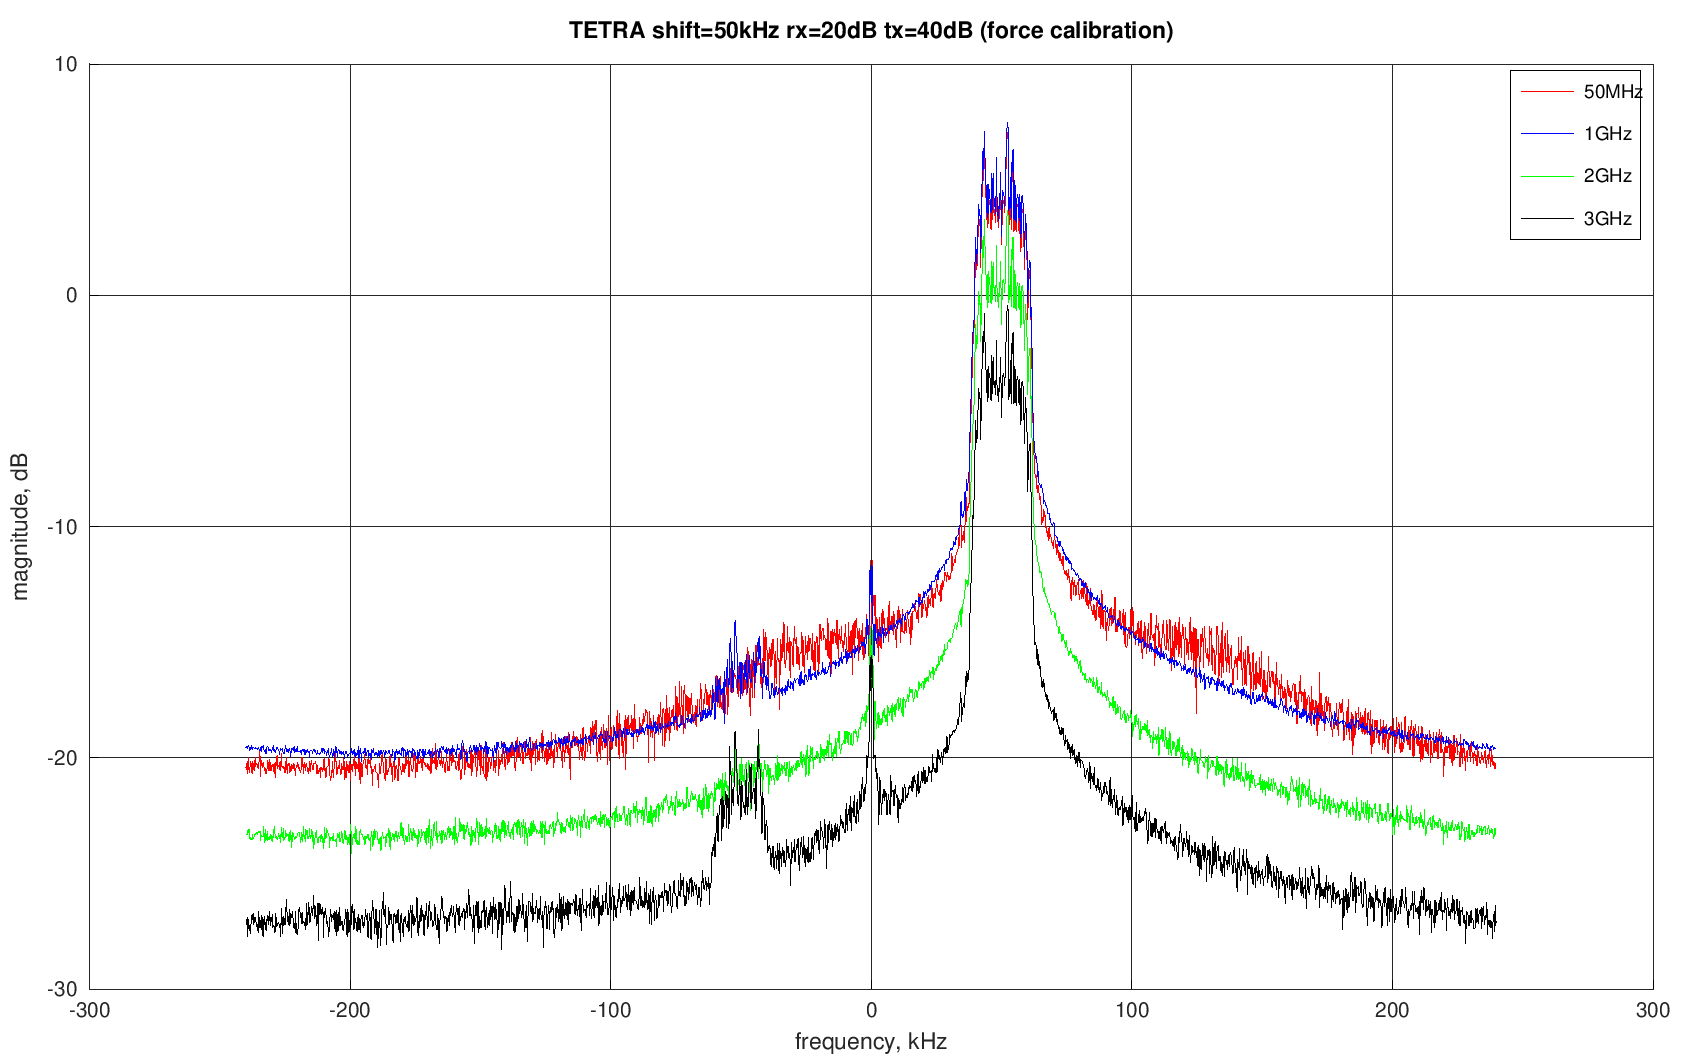 TETRA shift=50kHz rx=20dB tx=40dB (force calibration)
10
0
-10
-20
-30
magnitude, dB
50MHz
1GHz
2GHz
3GHz
-300
-200
-100
0
100
200
300
frequency, kHz